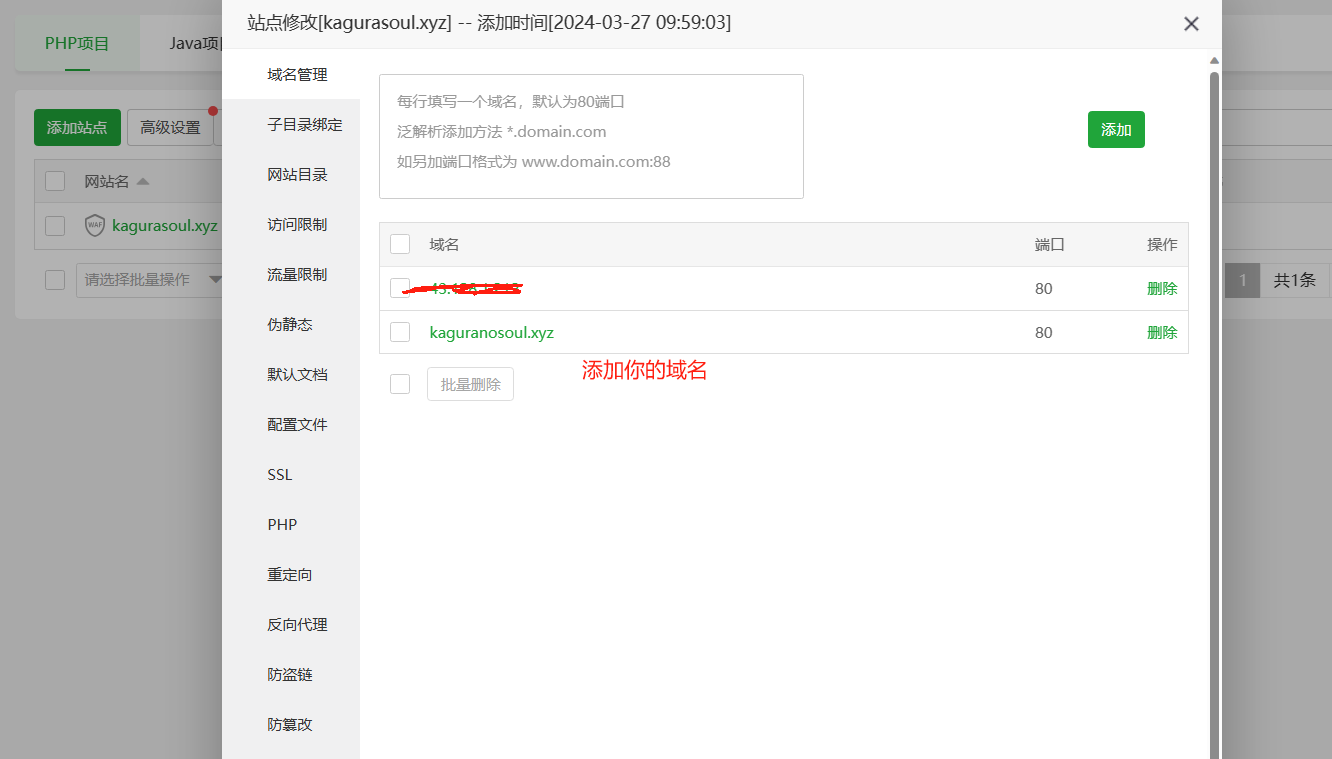 站点修改[kagurasoul.xyz] -- 添加时间[2024-03-27 09:59:03]
PHP项目
域名管理
子目录绑定
网站目录
访问限制
流量限制
伪静态
默认文档
配置文件
SSL
PHP
重定向
反向代理
防盗链
防篡改
每行填写一个域名，默认为80端口
泛解析添加方法 *.domain.com
如另加端口格式为 www.domain.com:88
添加
域名 端口 操作
80 删除
kaguranosoul.xyz 80 删除
批量删除
添加你的域名
添加站点 高级设置
网站名
WAF kagurasoul.xyz
请选择批量操作
1 共1条